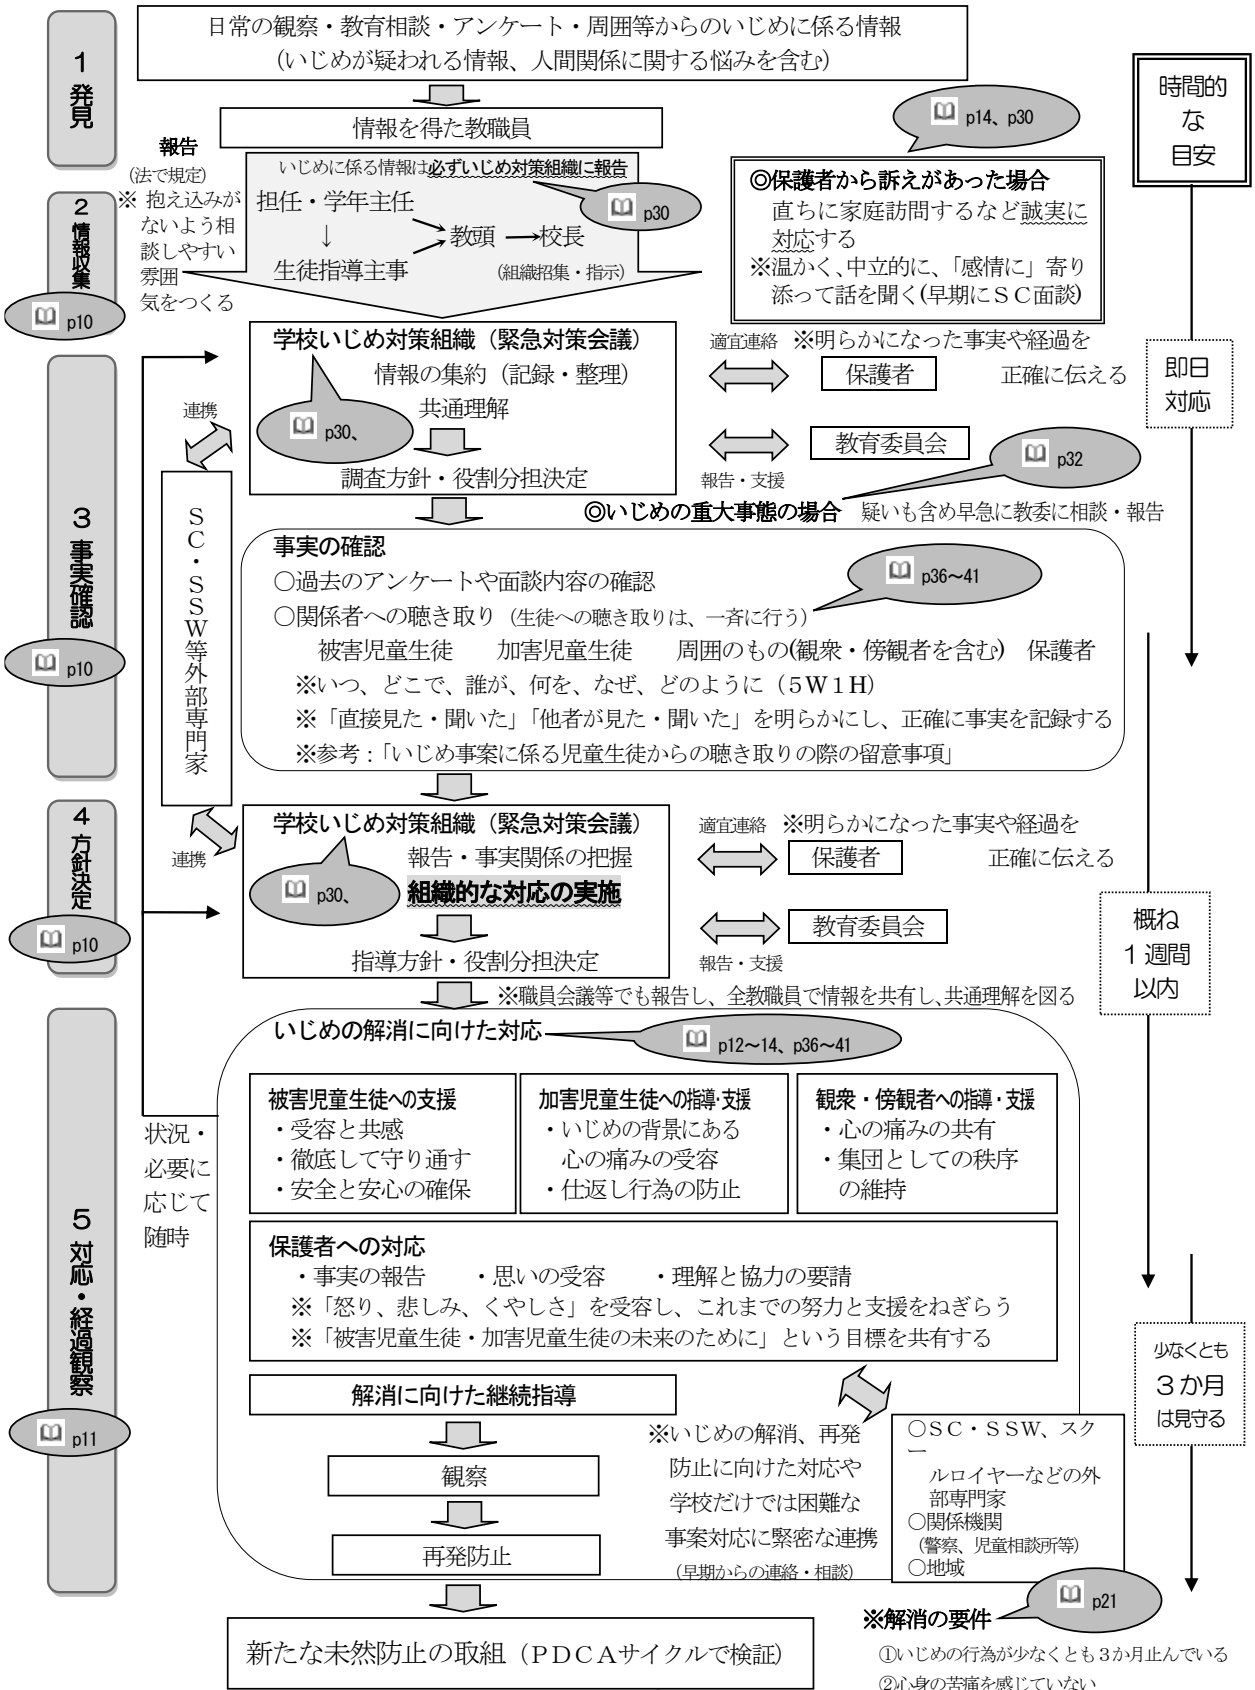 日常の観察・教育相談・アンケート・周囲等からのいじめに係る情報
(いじめが疑われる情報、人間関係に関する悩みを含む)
1 発見
時間的
な
目安
p14、p30
情報を得た教職員
報告
(法で規定)
※ 抱え込みが
ないよう相
談しやすい
雰囲
気をつくる
いじめに係る情報は必ずいじめ対策組織に報告
担任・学年主任
↓
生徒指導主事
教頭
校長
(組織招集・指示)
p30
◎保護者から訴えがあった場合
直ちに家庭訪問するなど誠実に
対応する
※温かく、中立的に、「感情に」寄り
添って話を聞く(早期にSC面談)
2 情報収集
p10
学校いじめ対策組織(緊急対策会議)
情報の集約(記録・整理)
共通理解
p30、
調査方針・役割分担決定
適宜連絡 ※明らかになった事実や経過を
保護者 正確に伝える
教育委員会
報告・支援
p32
即日
対応
連携
◎いじめの重大事態の場合 疑いも含め早急に教委に相談・報告
SC・SSW等外部専門家
3 事実確認
p10
事実の確認
○過去のアンケートや面談内容の確認
p36~41
○関係者への聴き取り(生徒への聴き取りは、一斉に行う)
被害児童生徒 加害児童生徒 周囲のもの(観衆・傍観者を含む) 保護者
※いつ、どこで、誰が、何を、なぜ、どのように(5W1H)
※「直接見た・聞いた」「他者が見た・聞いた」を明らかにし、正確に事実を記録する
※参考:「いじめ事案に係る児童生徒からの聴き取りの際の留意事項」
4 方針決定
p10
連携
学校いじめ対策組織(緊急対策会議)
報告・事実関係の把握
p30、
組織的な対応の実施
指導方針・役割分担決定
適宜連絡 ※明らかになった事実や経過を
保護者 正確に伝える
教育委員会
報告・支援
概ね
1週間
以内
※職員会議等でも報告し、全教職員で情報を共有し、共通理解を図る
5 対応・経過観察
p11
いじめの解消に向けた対応
p12~14、p36~41
被害児童生徒への支援
・受容と共感
・徹底して守り通す
・安全と安心の確保
加害児童生徒への指導・支援
・いじめの背景にある
心の痛みの受容
・仕返し行為の防止
観衆・傍観者への指導・支援
・心の痛みの共有
・集団としての秩序
の維持
状況・
必要に
応じて
随時
保護者への対応
・事実の報告 ・思いの受容 ・理解と協力の要請
※「怒り、悲しみ、くやしさ」を受容し、これまでの努力と支援をねぎらう
※「被害児童生徒・加害児童生徒の未来のために」という目標を共有する
少なくとも
3か月
は見守る
解消に向けた継続指導
観察
再発防止
※いじめの解消、再発
防止に向けた対応や
学校だけでは困難な
事案対応に緊密な連携
(早期からの連絡・相談)
○SC・SSW、スク
ー
ルロイヤーなどの外
部専門家
○関係機関
(警察、児童相談所等)
○地域
p21
新たな未然防止の取組(PDCAサイクルで検証)
※解消の要件
①いじめの行為が少なくとも3か月止んでいる
②心身の苦痛を感じていない